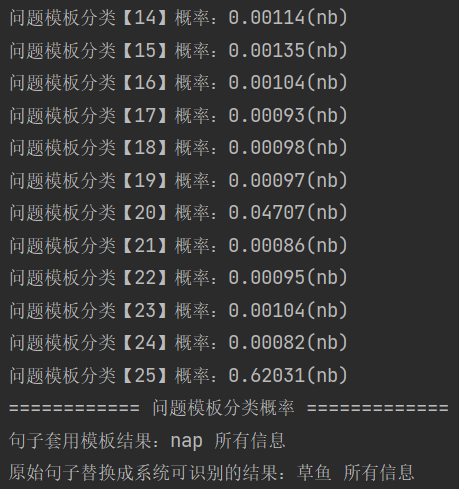 问题模板分类【14】概率：0.00114(nb)
问题模板分类【15】概率：0.00135(nb)
问题模板分类【16】概率：0.00104(nb)
问题模板分类【17】概率：0.00093(nb)
问题模板分类【18】概率：0.00098(nb)
问题模板分类【19】概率：0.00097(nb)
问题模板分类【20】概率：0.04707(nb)
问题模板分类【21】概率：0.00086(nb)
问题模板分类【22】概率：0.00095(nb)
问题模板分类【23】概率：0.00104(nb)
问题模板分类【24】概率：0.00082(nb)
问题模板分类【25】概率：0.62031(nb)
============ 问题模板分类概率 =============
句子套用模板结果：nap 所有信息
原始句子替换成系统可识别的结果：草鱼 所有信息